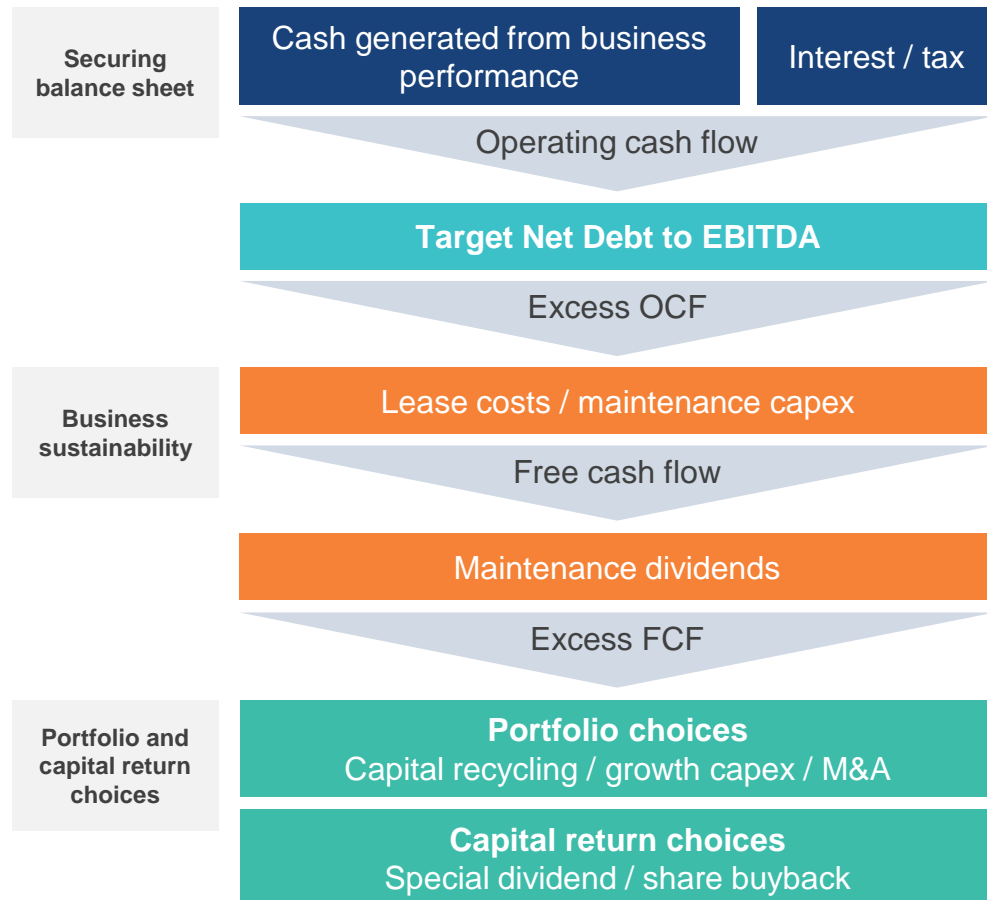 Securing
balance sheet
Cash generated from business
performance
Interest / tax
Operating cash flow
Target Net Debt to EBITDA
Excess OCF
Business
sustainability
Lease costs / maintenance capex
Free cash flow
Maintenance dividends
Excess FCF
Portfolio and
capital return
choices
Portfolio choices
Capital recycling / growth capex / M&A
Capital return choices
Special dividend / share buyback